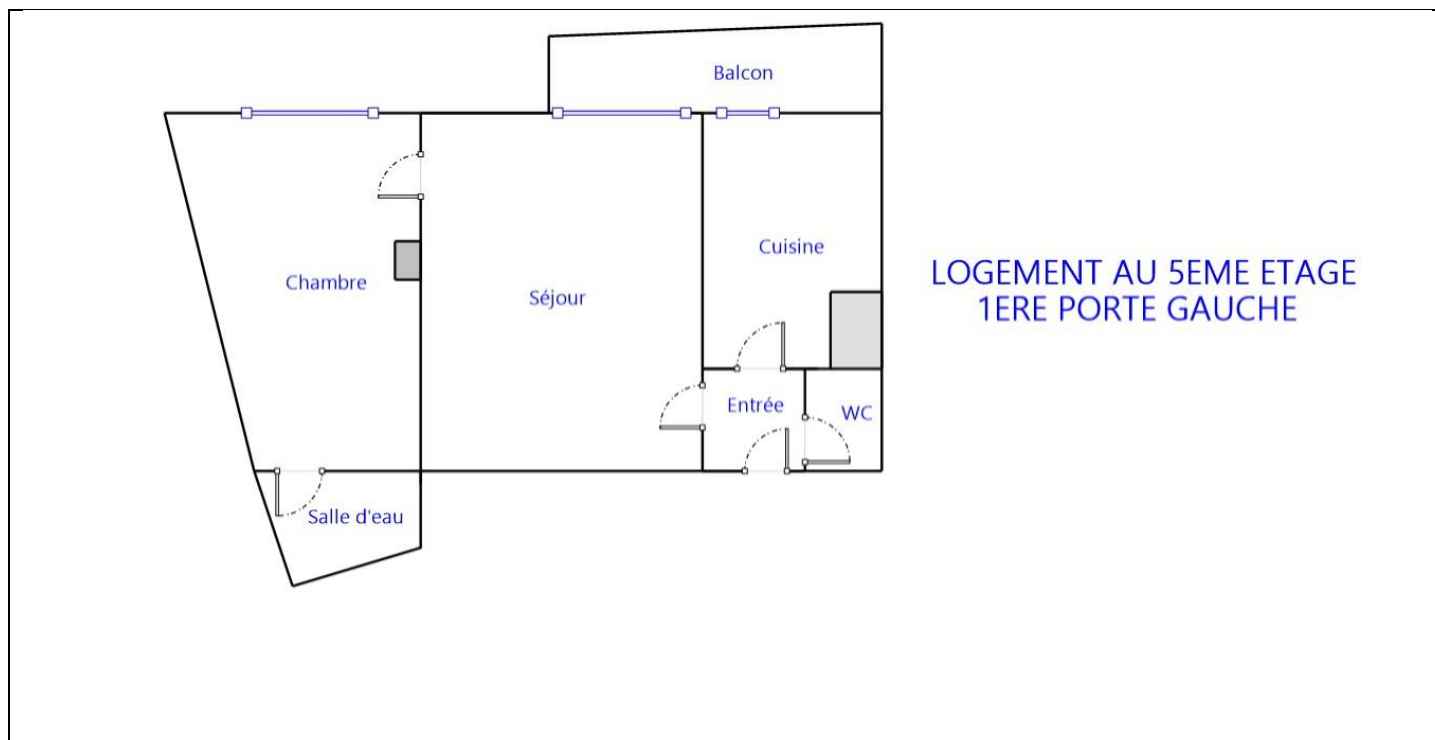 Balcon
Cuisine
Chambre
Séjour
LOGEMENT AU 5EME ETAGE
1ERE PORTE GAUCHE
Entrée
WC
Salle d'eau